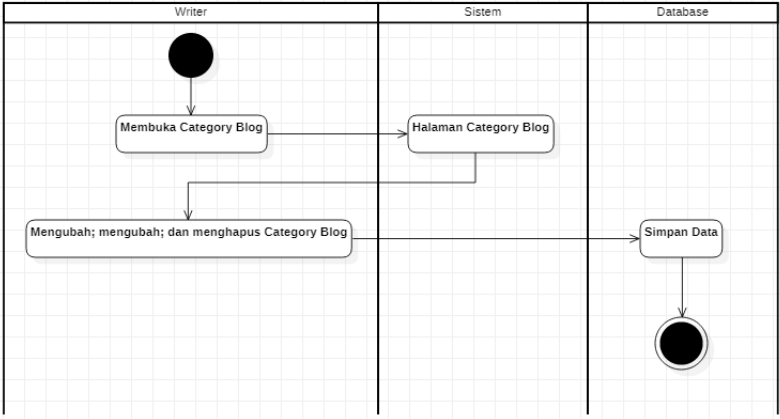 Writer
Sistem
Database
Membuka Category Blog
Halaman Category Blog
Mengubah; mengubah; dan menghapus Category Blog
Simpan Data